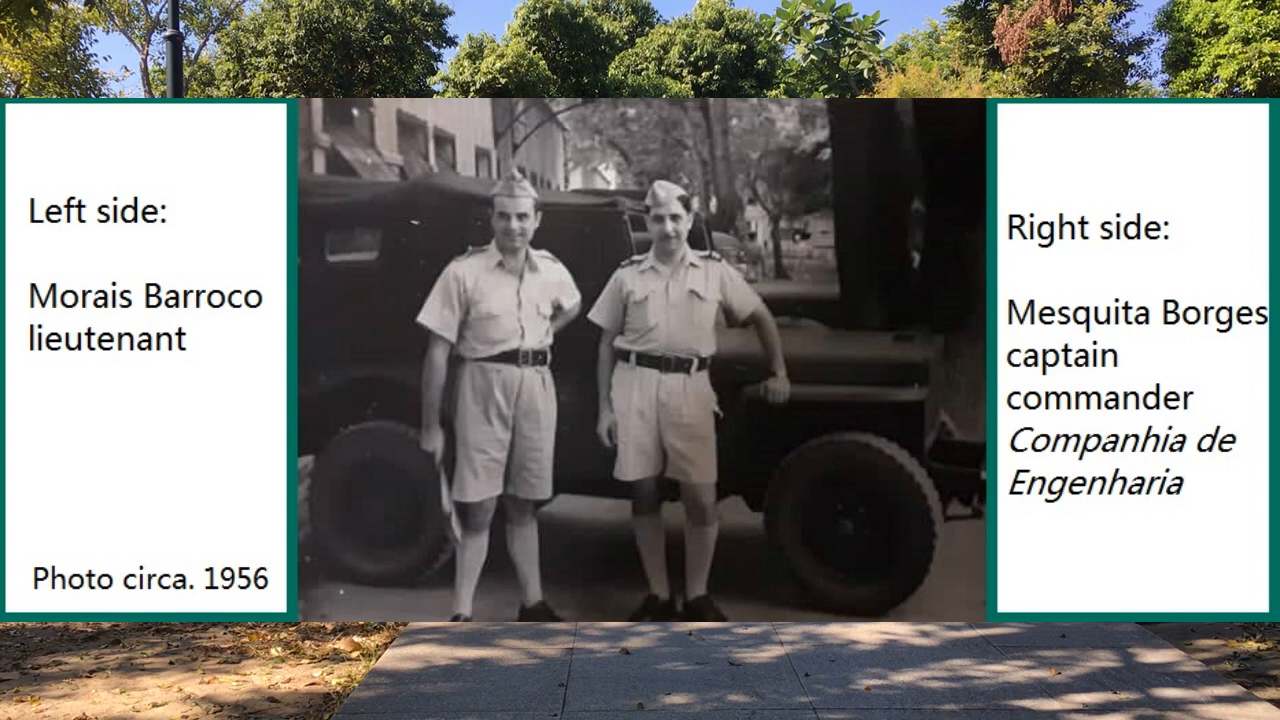 Left side:
Morais Barroco
lieutenant
Photo circa. 1956
Right side:
Mesquita Borges
captain
commander
Companhia de
Engenharia